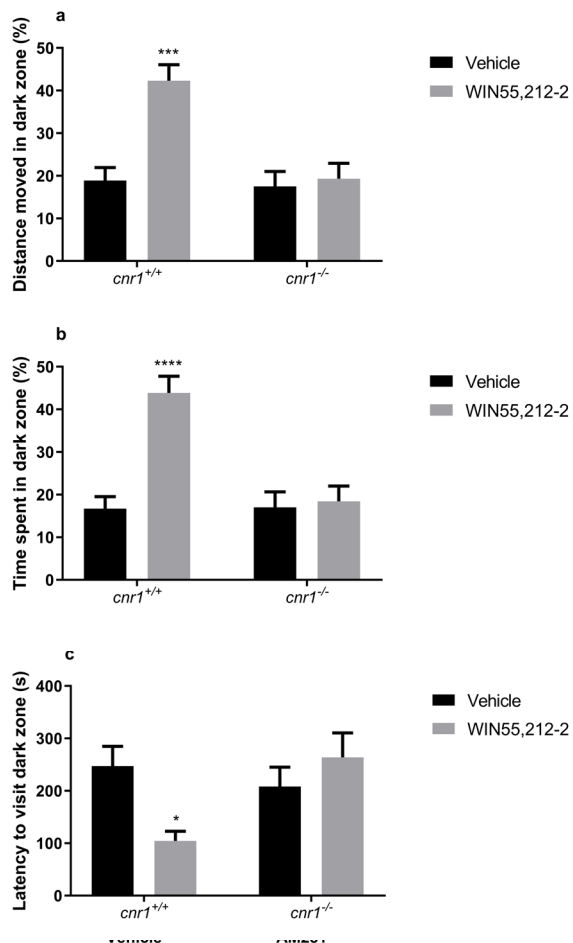 a
Distance moved in dark zone (%)
50
40
30
20
10
0
***
cnr1+/+
cnr1-/-
Vehicle
WIN55,212-2
b
Time spent in dark zone (%)
50
40
30
20
10
0
****
cnr1+/+
cnr1-/-
Vehicle
WIN55,212-2
c
Latency to visit dark zone (s)
400
300
200
100
0
*
cnr1+/+
cnr1-/-
Vehicle
WIN55,212-2